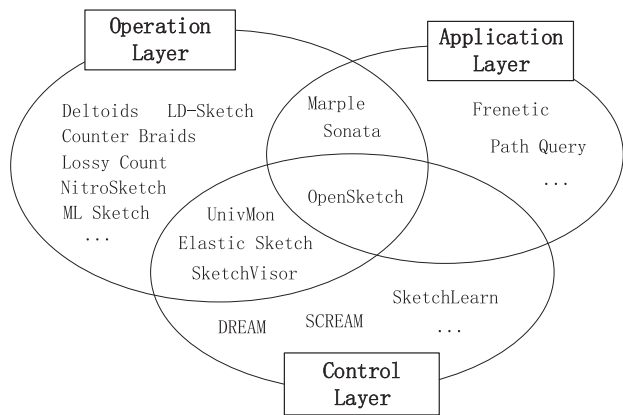 Operation
Layer
Application
Layer
Deltoids LD-Sketch
Counter Braids
Lossy Count
NitroSketch
ML Sketch
...
Marple
Sonata
Frenetic
Path Query
...
OpenSketch
UnivMon
Elastic Sketch
SketchVisor
SketchLearn
DREAM
SCREAM
...
Control
Layer